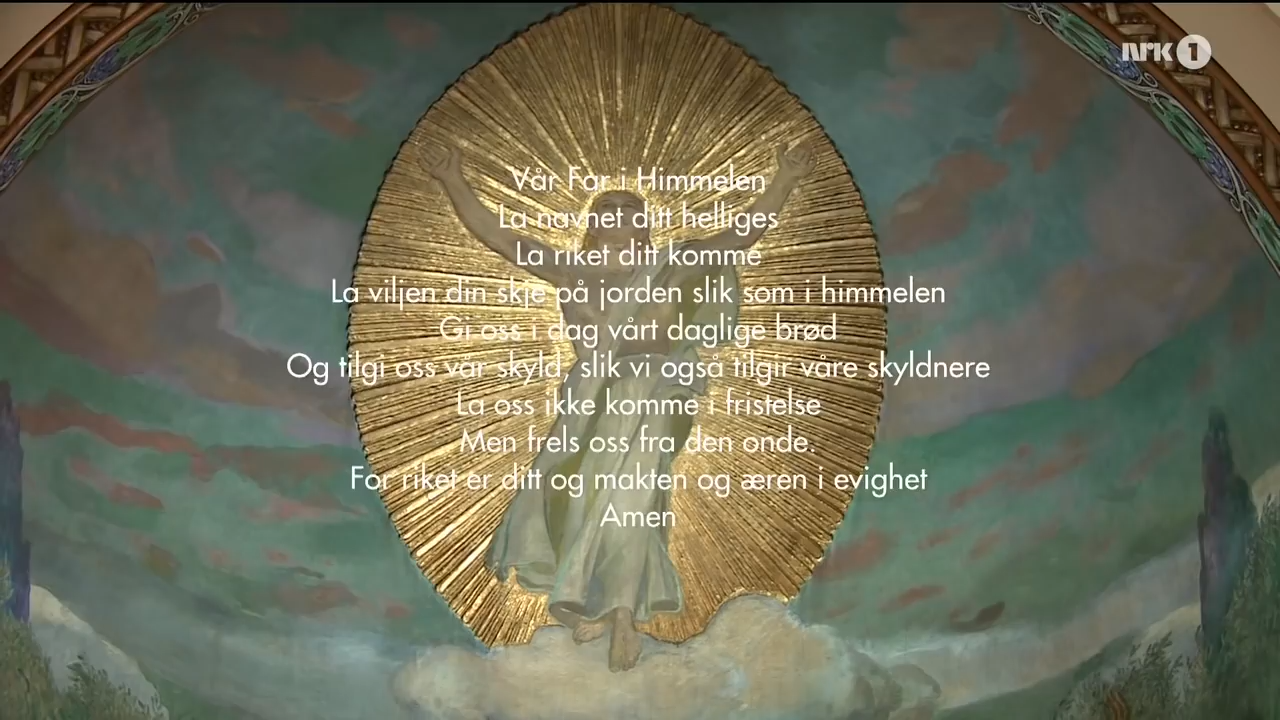 nrk 1
Vår Far i Himmelen
La navnet ditt helliges
La riket ditt komme
La viljen din skje på jorden slik som i himmelen
Gi oss i dag vårt daglige brød
Og tilgi oss vår skyld, slik vi også tilgir våre skyldnere
La oss ikke komme i fristelse
Men frels oss fra den onde.
For riket er ditt og makten og æren i evighet
Amen